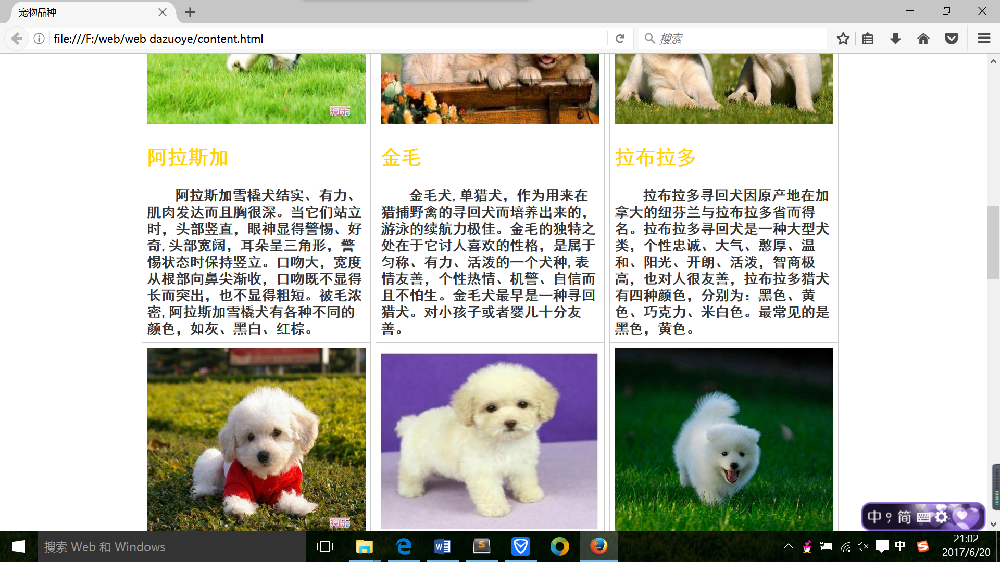 宠物品种
file:///F:/web/web dazuoye/content.html
搜索
狗乐
阿拉斯加
阿拉斯加雪橇犬结实、有力、
肌肉发达而且胸很深。当它们站立
时，头部竖直，眼神显得警惕、好
奇,头部宽阔，耳朵呈三角形，警
惕状态时保持竖立。口吻大，宽度
从根部向鼻尖渐收，口吻既不显得
长而突出，也不显得粗短。被毛浓
密,阿拉斯加雪橇犬有各种不同的
颜色，如灰、黑白、红棕。
金毛
金毛犬,单猎犬，作为用来在
猎捕野禽的寻回犬而培养出来的，
游泳的续航力极佳。金毛的独特之
处在于它讨人喜欢的性格，是属于
匀称、有力、活泼的一个犬种,表
情友善，个性热情、机警、自信而
且不怕生。金毛犬最早是一种寻回
猎犬。对小孩子或者婴儿十分友
善。
拉布拉多
拉布拉多寻回犬因原产地在加
拿大的纽芬兰与拉布拉多省而得
名。拉布拉多寻回犬是一种大型犬
类，个性忠诚、大气、憨厚、温
和、阳光、开朗、活泼，智商极
高，也对人很友善，拉布拉多猎犬
有四种颜色，分别为：黑色、黄
色、巧克力、米白色。最常见的是
黑色，黄色。
狗乐
中 简
搜索 Web 和 Windows
中
21:02
2017/6/20